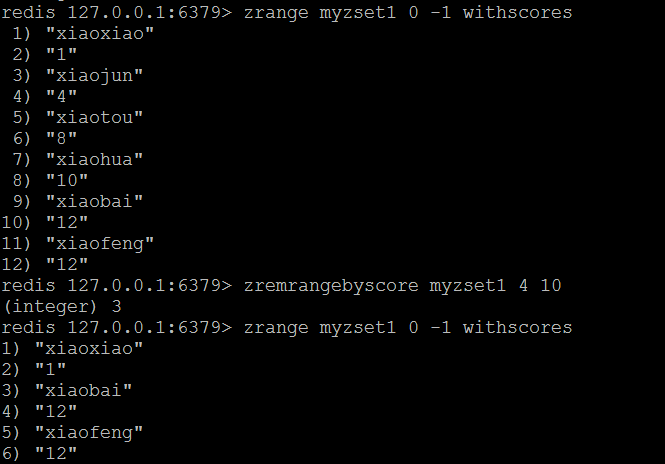 redis 127.0.0.1:6379> zrange myzset1 0 -1 withscores
 1) "xiaoxiao"
 2) "1"
 3) "xiaojun"
 4) "4"
 5) "xiaotou"
 6) "8"
 7) "xiaohua"
 8) "10"
 9) "xiaobai"
10) "12"
11) "xiaofeng"
12) "12"
redis 127.0.0.1:6379> zremrangebyscore myzset1 4 10
(integer) 3
redis 127.0.0.1:6379> zrange myzset1 0 -1 withscores
1) "xiaoxiao"
2) "1"
3) "xiaobai"
4) "12"
5) "xiaofeng"
6) "12"